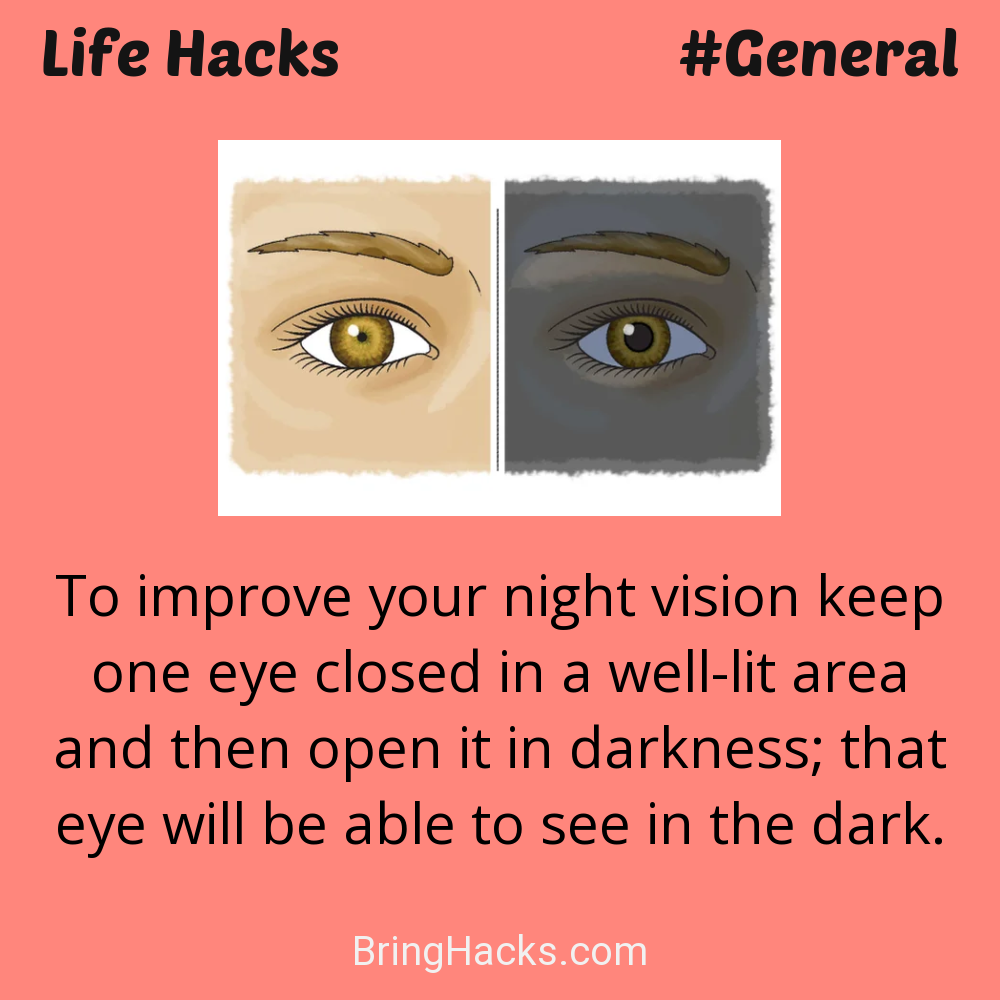 Life Hacks #General
To improve your night vision keep
one eye closed in a well-lit area
and then open it in darkness; that
eye will be able to see in the dark.
BringHacks.com